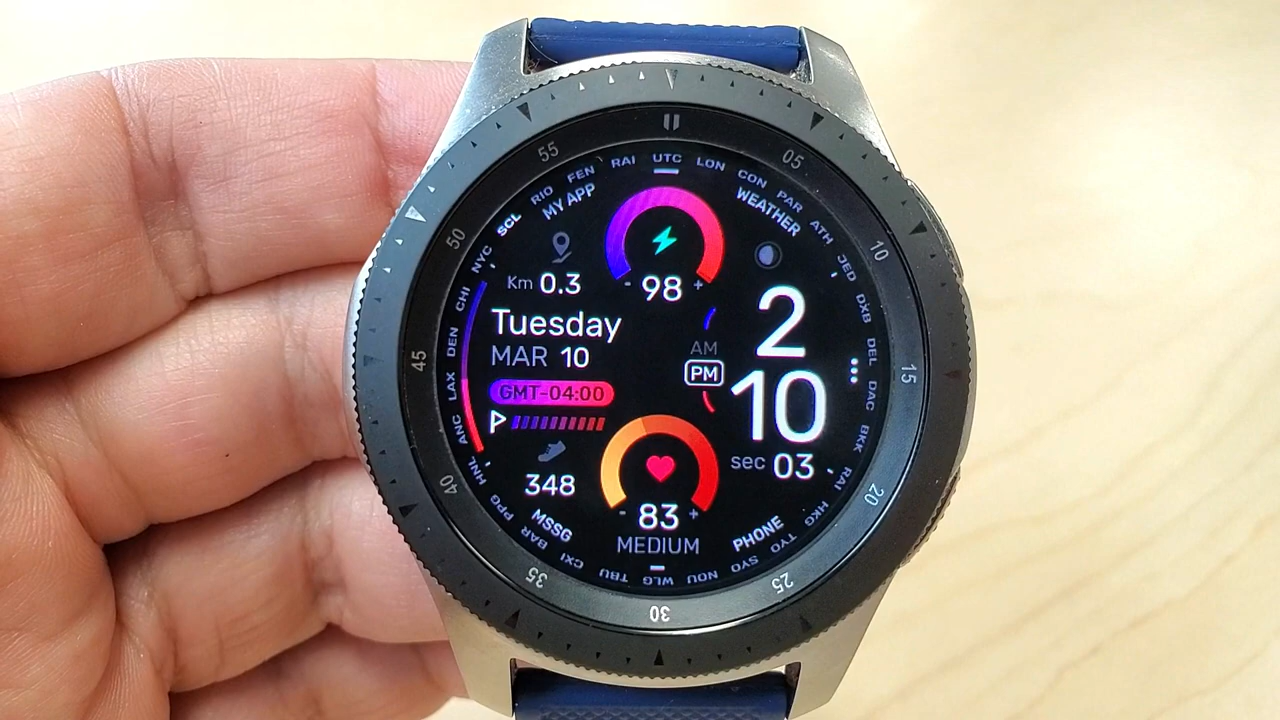 55
05
10
15
20
25
30
35
40
45
50
RAI UTC LON CON PAR ATH JED DXB DEL DAC BKK RAI HKG TYO SYO NOU WLG TBU CXI BAR PPG HNL ANC LAX DEN CHI NYC SCL RIO FEN
MY APP
WEATHER
Km 0.3
- 98 +
Tuesday
MAR 10
GMT-04:00
AM
PM
2
10
sec 03
348
- 83 +
MEDIUM
MSSG
PHONE